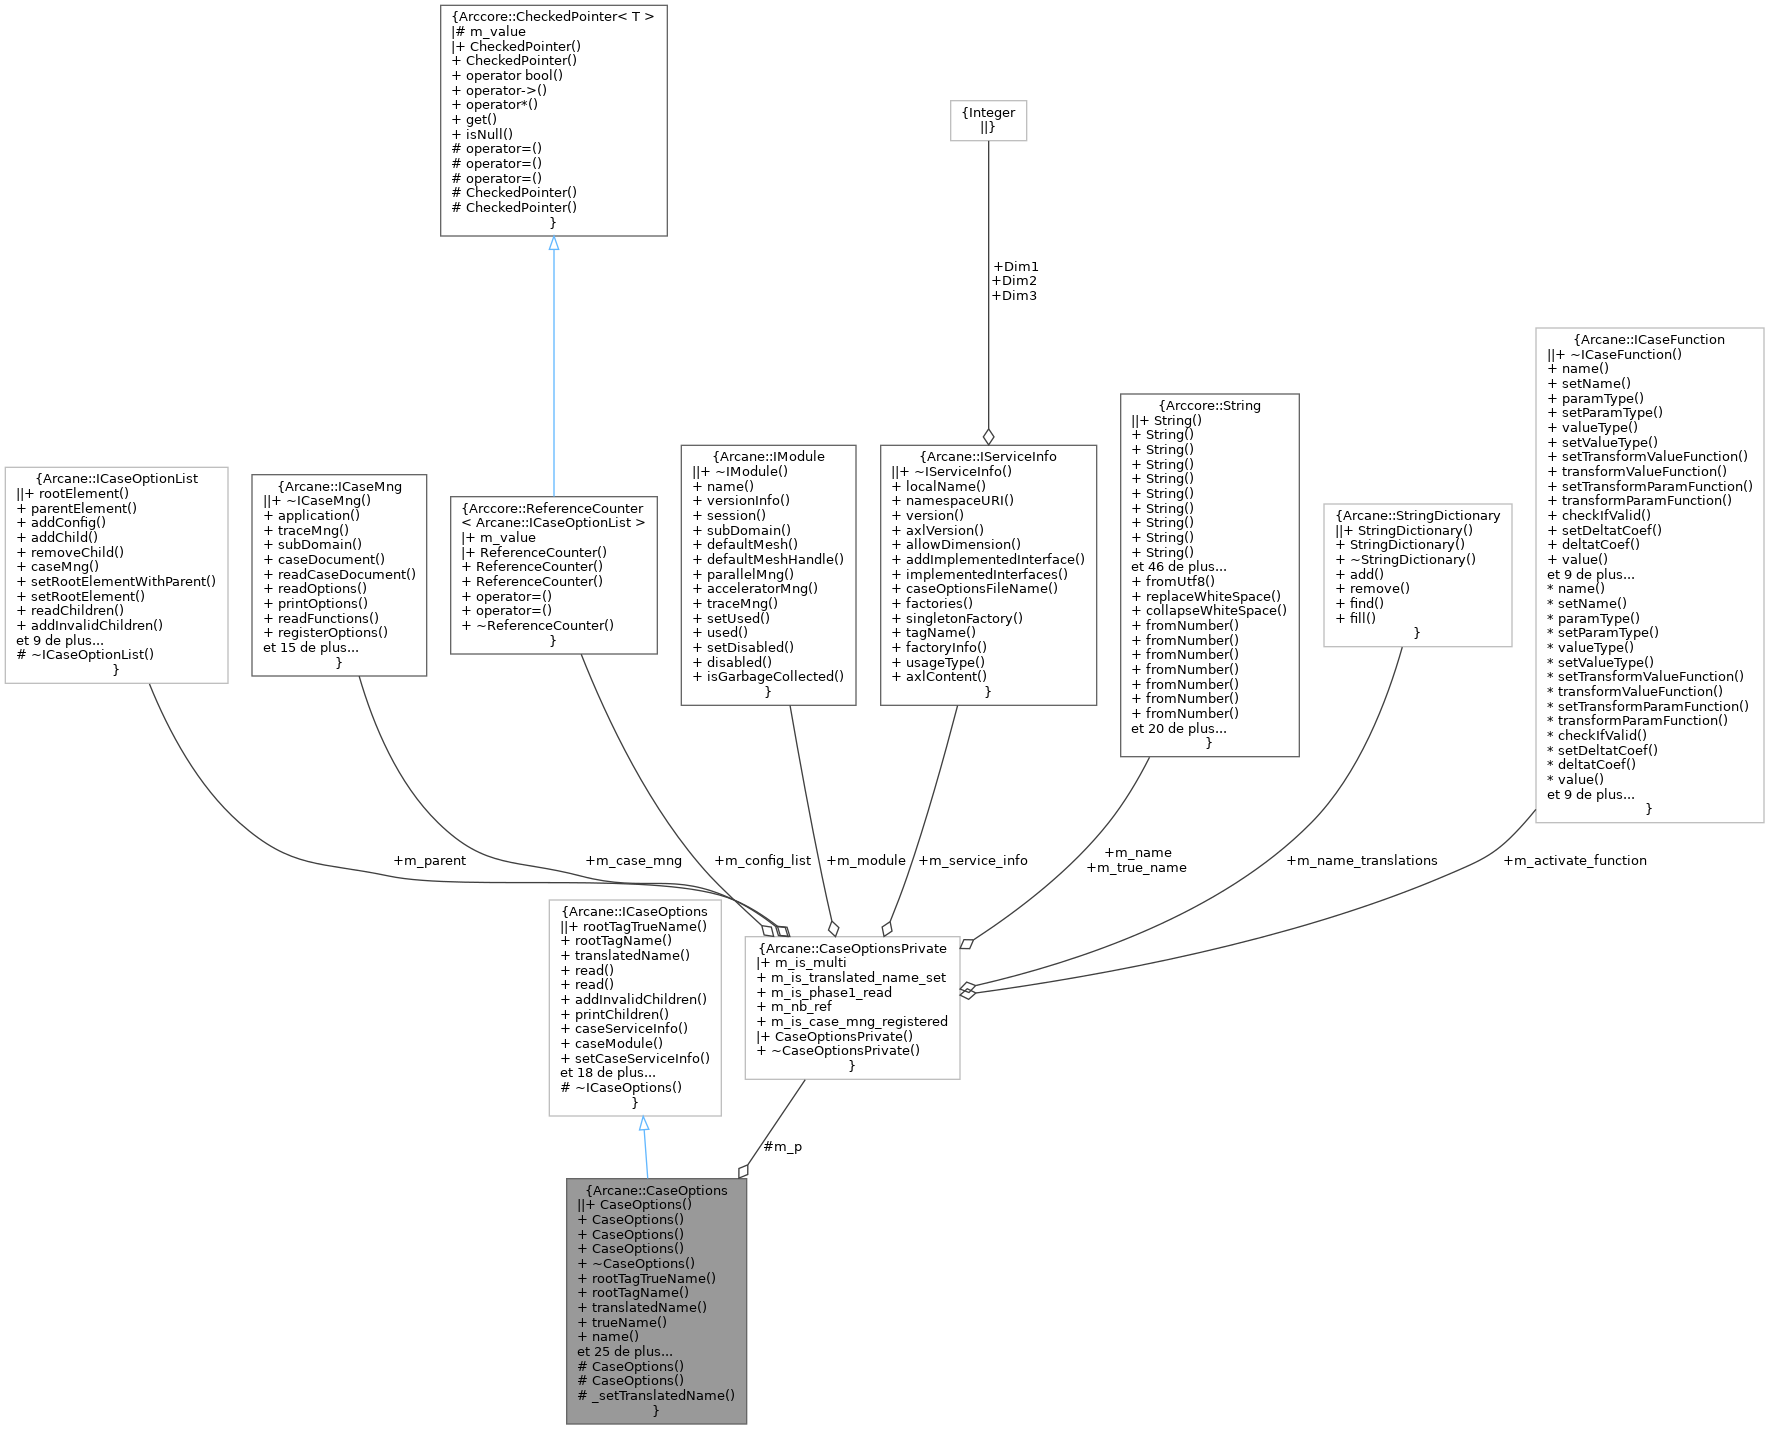 {Arccore::CheckedPointer< T >
|# m_value
|+ CheckedPointer()
+ CheckedPointer()
+ operator bool()
+ operator->()
+ operator*()
+ get()
+ isNull()
# operator=()
# operator=()
# operator=()
# CheckedPointer()
# CheckedPointer()
}
{Integer
||}
+Dim1
+Dim2
+Dim3
{Arcane::ICaseOptionList
||+ rootElement()
+ parentElement()
+ addConfig()
+ addChild()
+ removeChild()
+ caseMng()
+ setRootElementWithParent()
+ setRootElement()
+ readChildren()
+ addInvalidChildren()
et 9 de plus...
# ~ICaseOptionList()
}
{Arcane::ICaseMng
||+ ~ICaseMng()
+ application()
+ traceMng()
+ subDomain()
+ caseDocument()
+ readCaseDocument()
+ readOptions()
+ printOptions()
+ readFunctions()
+ registerOptions()
et 15 de plus...
}
{Arccore::ReferenceCounter
< Arcane::ICaseOptionList >
|+ m_value
|+ ReferenceCounter()
+ ReferenceCounter()
+ ReferenceCounter()
+ operator=()
+ operator=()
+ ~ReferenceCounter()
}
{Arcane::IModule
||+ ~IModule()
+ name()
+ versionInfo()
+ session()
+ subDomain()
+ defaultMesh()
+ defaultMeshHandle()
+ parallelMng()
+ acceleratorMng()
+ traceMng()
+ setUsed()
+ used()
+ setDisabled()
+ disabled()
+ isGarbageCollected()
}
{Arcane::IServiceInfo
||+ ~IServiceInfo()
+ localName()
+ namespaceURI()
+ version()
+ axlVersion()
+ allowDimension()
+ addImplementedInterface()
+ implementedInterfaces()
+ caseOptionsFileName()
+ factories()
+ singletonFactory()
+ tagName()
+ factoryInfo()
+ usageType()
+ axlContent()
}
{Arccore::String
||+ String()
+ String()
+ String()
+ String()
+ String()
+ String()
+ String()
+ String()
+ String()
+ String()
et 46 de plus...
+ fromUtf8()
+ replaceWhiteSpace()
+ collapseWhiteSpace()
+ fromNumber()
+ fromNumber()
+ fromNumber()
+ fromNumber()
+ fromNumber()
+ fromNumber()
+ fromNumber()
et 20 de plus...
}
{Arcane::StringDictionary
||+ StringDictionary()
+ StringDictionary()
+ ~StringDictionary()
+ add()
+ remove()
+ find()
+ fill()
}
{Arcane::ICaseFunction
||+ ~ICaseFunction()
+ name()
+ setName()
+ paramType()
+ setParamType()
+ valueType()
+ setValueType()
+ setTransformValueFunction()
+ transformValueFunction()
+ setTransformParamFunction()
+ transformParamFunction()
+ checkIfValid()
+ setDeltatCoef()
+ deltatCoef()
+ value()
et 9 de plus...
* name()
* setName()
* paramType()
* setParamType()
* valueType()
* setValueType()
* setTransformValueFunction()
* transformValueFunction()
* setTransformParamFunction()
* transformParamFunction()
* checkIfValid()
* setDeltatCoef()
* deltatCoef()
* value()
et 9 de plus...
}
+m_parent
+m_case_mng
+m_config_list
+m_module
+m_service_info
+m_name
+m_true_name
+m_name_translations
+m_activate_function
{Arcane::ICaseOptions
||+ rootTagTrueName()
+ rootTagName()
+ translatedName()
+ read()
+ read()
+ addInvalidChildren()
+ printChildren()
+ caseServiceInfo()
+ caseModule()
+ setCaseServiceInfo()
et 18 de plus...
# ~ICaseOptions()
}
{Arcane::CaseOptionsPrivate
|+ m_is_multi
+ m_is_translated_name_set
+ m_is_phase1_read
+ m_nb_ref
+ m_is_case_mng_registered
|+ CaseOptionsPrivate()
+ ~CaseOptionsPrivate()
}
#m_p
{Arcane::CaseOptions
||+ CaseOptions()
+ CaseOptions()
+ CaseOptions()
+ CaseOptions()
+ ~CaseOptions()
+ rootTagTrueName()
+ rootTagName()
+ translatedName()
+ trueName()
+ name()
et 25 de plus...
# CaseOptions()
# CaseOptions()
# _setTranslatedName()
}